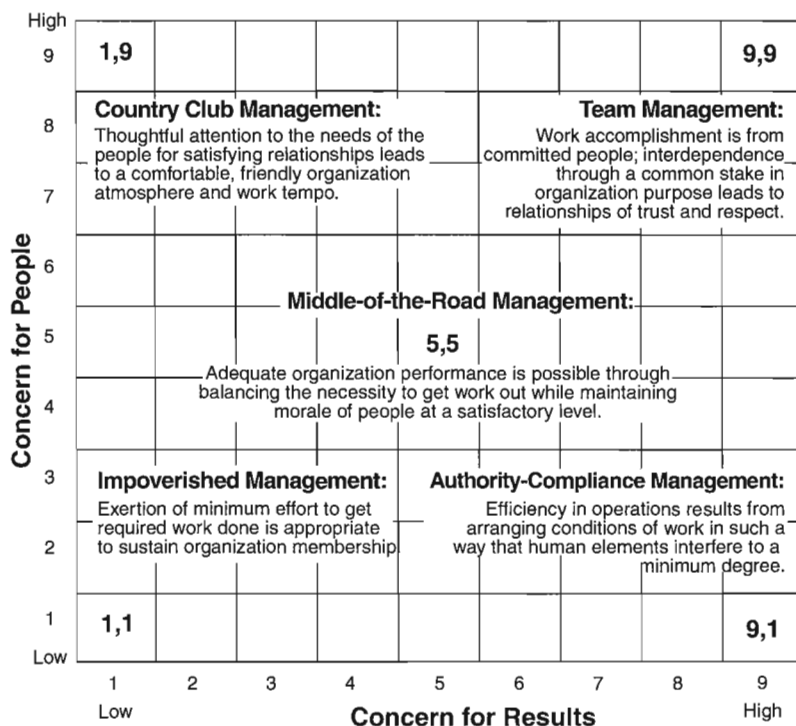 High
9
1,9
9,9
Country Club Management:
Thoughtful attention to the needs of the
people for satisfying relationships leads
to a comfortable, friendly organization
atmosphere and work tempo.
Team Management:
Work accomplishment is from
committed people; interdependence
through a common stake in
organization purpose leads to
relationships of trust and respect.
8
7
6
Middle-of-the-Road Management:
5
5,5
Adequate organization performance is possible through
balancing the necessity to get work out while maintaining
morale of people at a satisfactory level.
4
Concern for People
3
Impoverished Management:
Exertion of minimum effort to get
required work done is appropriate
to sustain organization membership
Authority-Compliance Management:
Efficiency in operations results from
arranging conditions of work in such a
way that human elements interfere to a
minimum degree.
2
1
Low
1,1
9,1
1 2 3 4 5 6 7 8 9
Low
High
Concern for Results